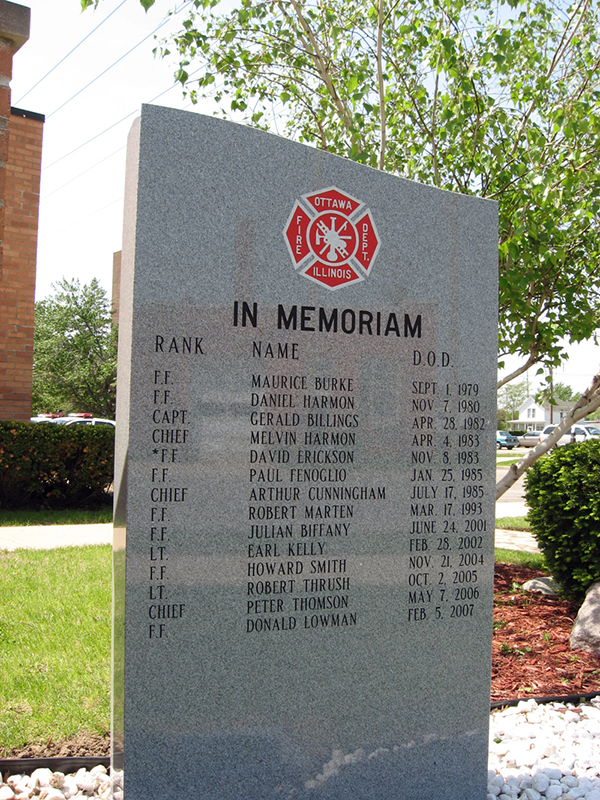 OTTAWA
FIRE DEPT.
ILLINOIS
IN MEMORIAM
RANK NAME D.O.D.
F.F. MAURICE BURKE SEPT. 1, 1979
F.F. DANIEL HARMON NOV. 7, 1980
CAPT. GERALD BILLINGS APR. 28, 1982
CHIEF MELVIN HARMON APR. 4, 1983
*F.F. DAVID ERICKSON NOV. 8, 1983
F.F. PAUL FENOGLIO JAN. 25, 1985
CHIEF ARTHUR CUNNINGHAM JULY 17, 1985
F.F. ROBERT MARTEN MAR. 17, 1993
F.F. JULIAN BIFFANY JUNE 24, 2001
LT. EARL KELLY FEB. 28, 2002
F.F. HOWARD SMITH NOV. 21, 2004
LT. ROBERT THRUSH OCT. 2, 2005
CHIEF PETER THOMSON MAY 7, 2006
F.F. DONALD LOWMAN FEB. 5, 2007